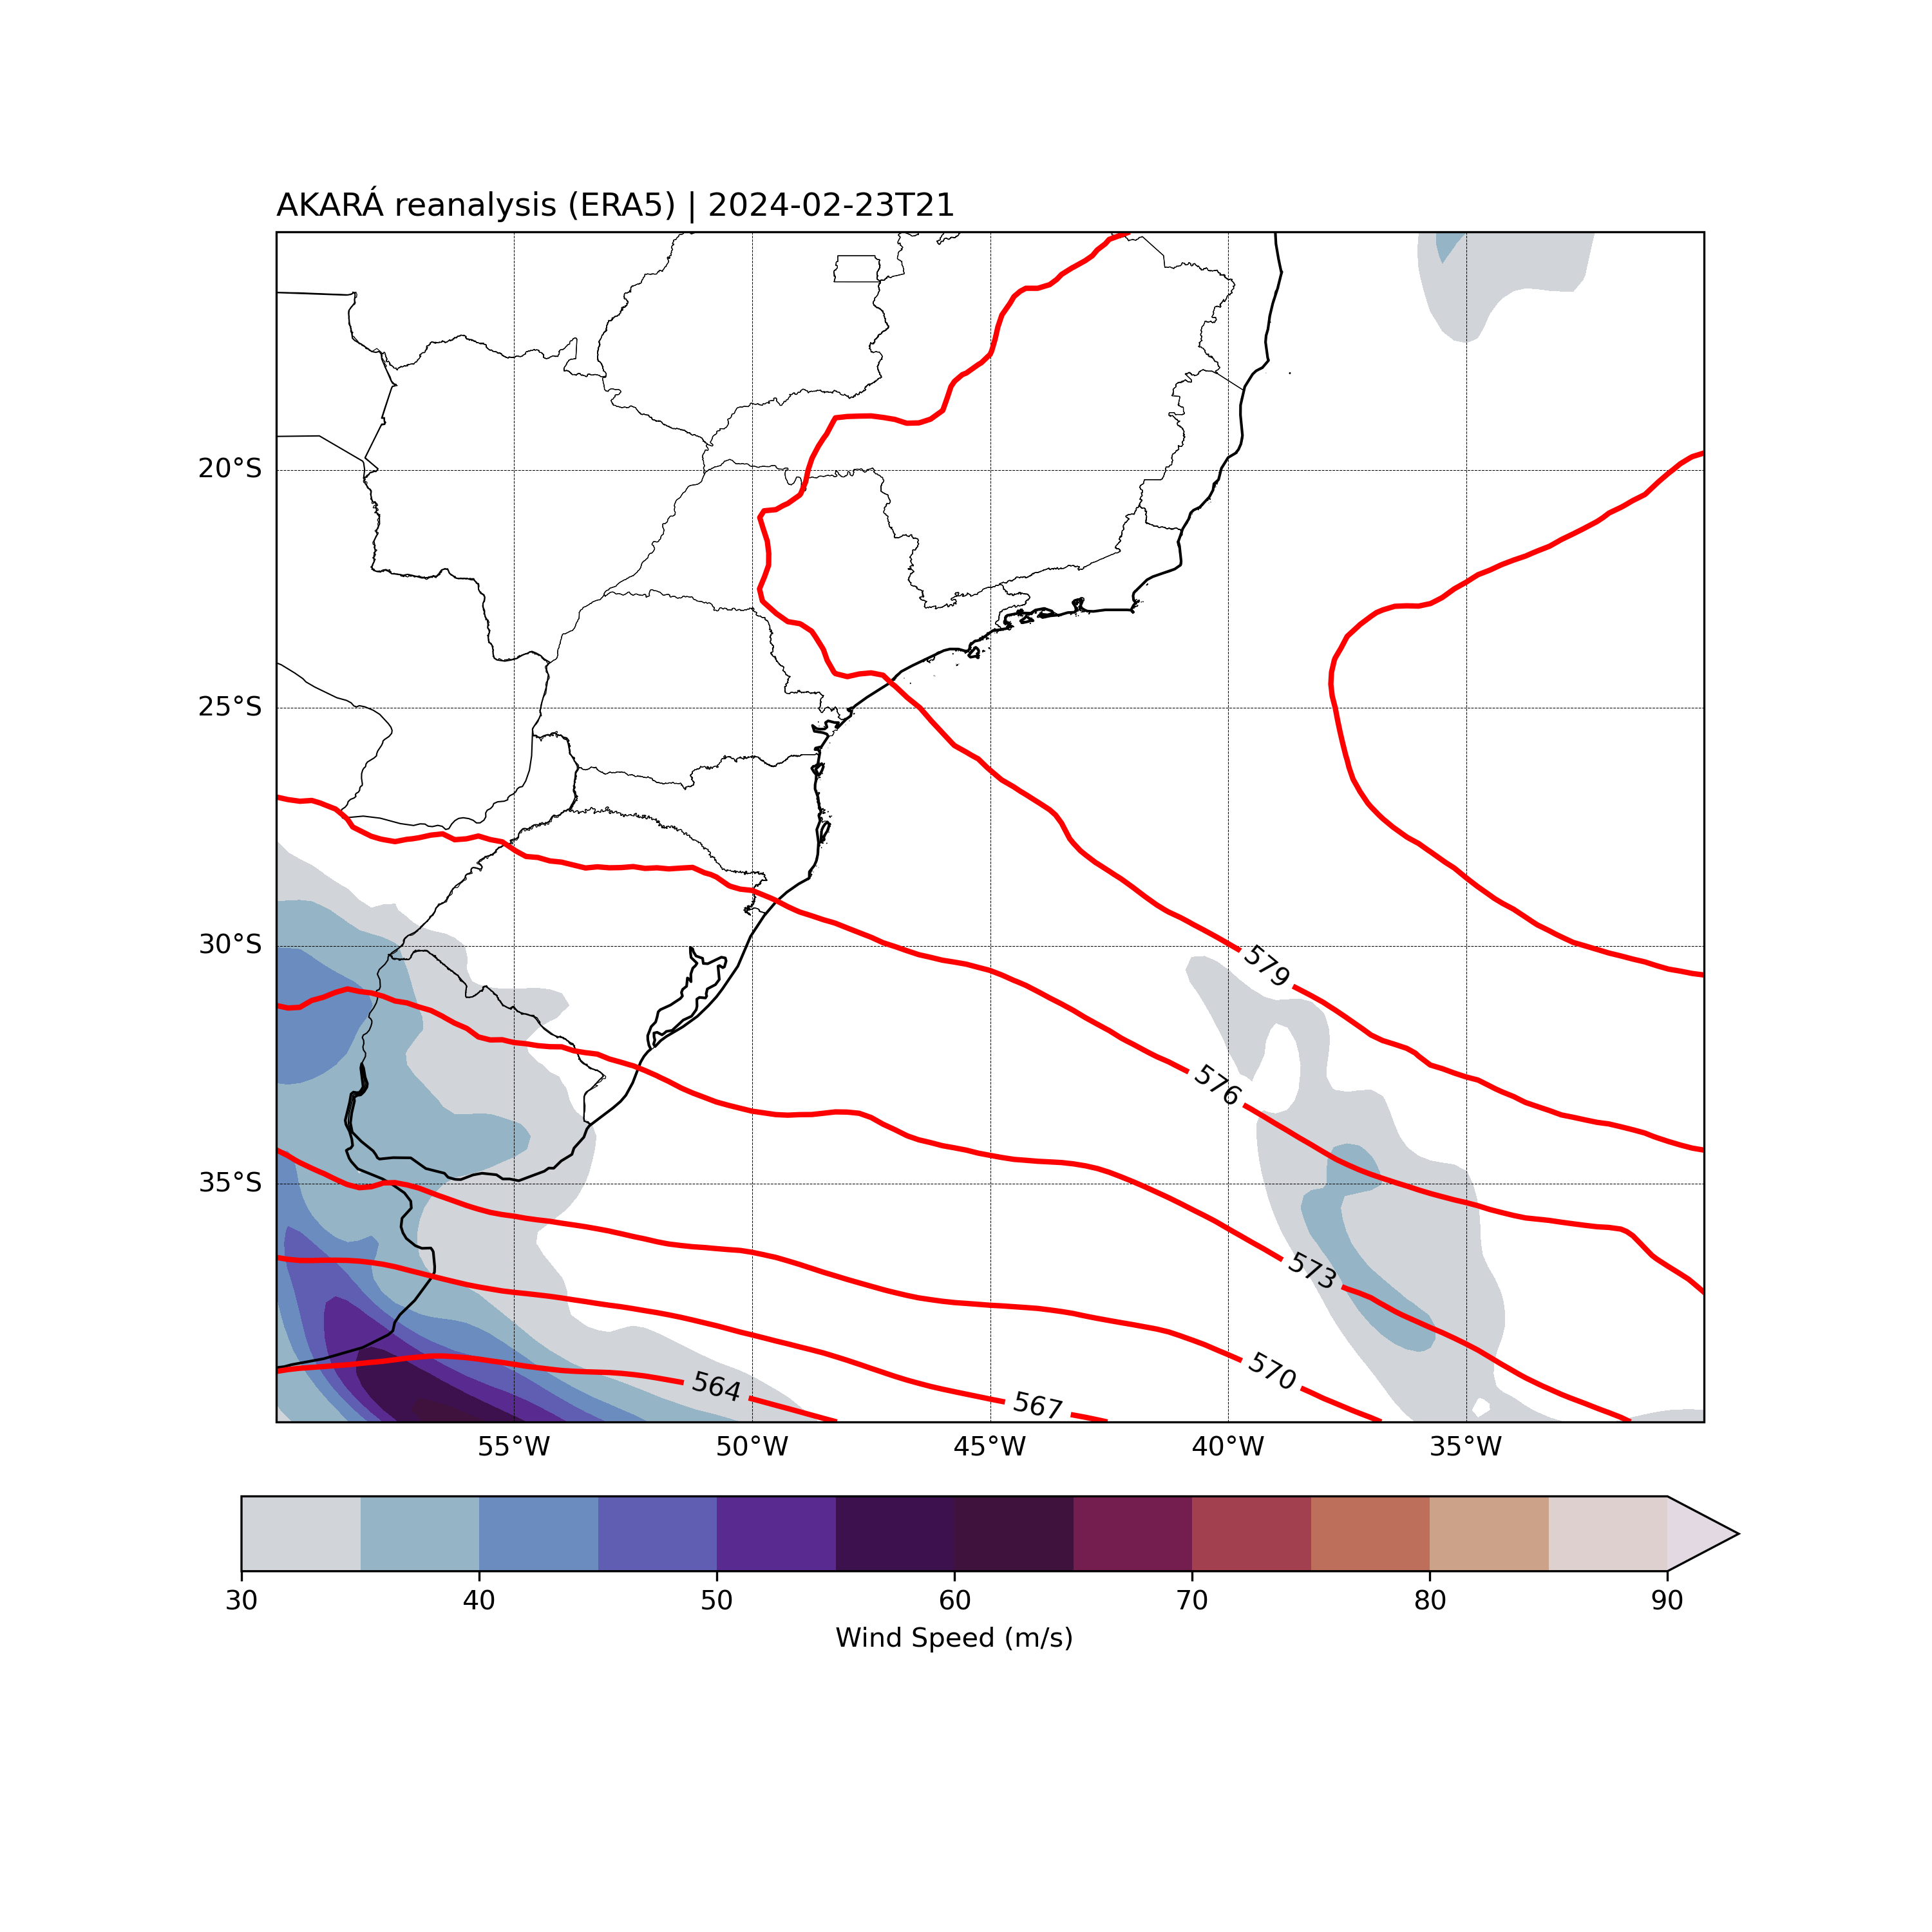 AKARÁ reanalysis (ERA5) | 2024-02-23T21
20°S
25°S
579
30°S
576
35°S
573
570
564
567
55°W 50°W 45°W 40°W 35°W
30 40 50 60 70 80 90
Wind Speed (m/s)